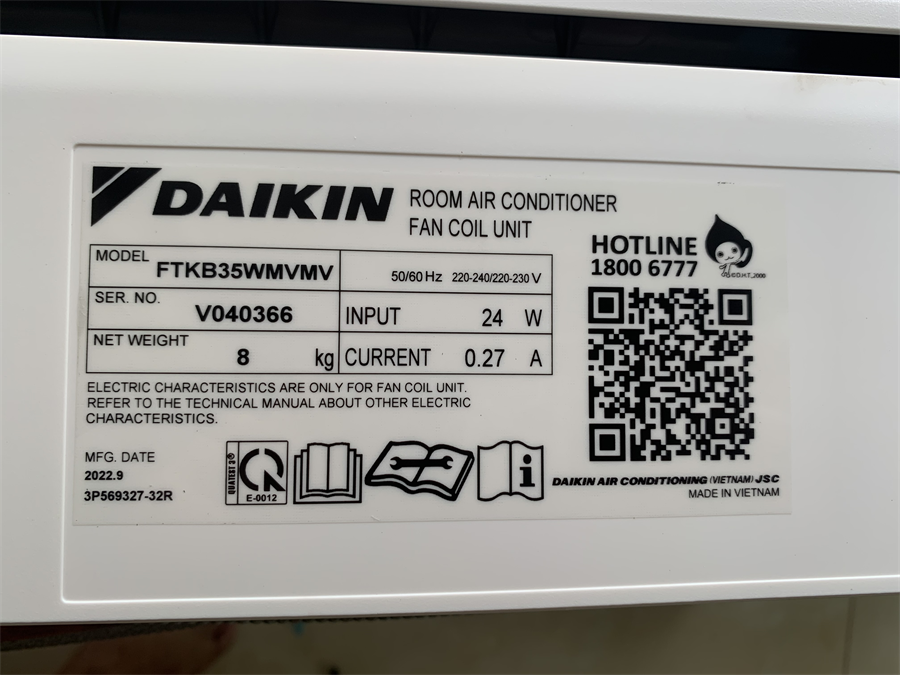 DAIKIN
ROOM AIR CONDITIONER
FAN COIL UNIT
HOTLINE
1800 6777
©D.H.T.,2000
MODEL FTKB35WMVMV
50/60 Hz 220-240/220-230 V
SER. NO. V040366
INPUT 24 W
NET WEIGHT 8 kg
CURRENT 0.27 A
ELECTRIC CHARACTERISTICS ARE ONLY FOR FAN COIL UNIT.
REFER TO THE TECHNICAL MANUAL ABOUT OTHER ELECTRIC
CHARACTERISTICS.
MFG. DATE
2022.9
3P569327-32R
QUATEST 3®
E-0012
DAIKIN AIR CONDITIONING (VIETNAM) JSC
MADE IN VIETNAM